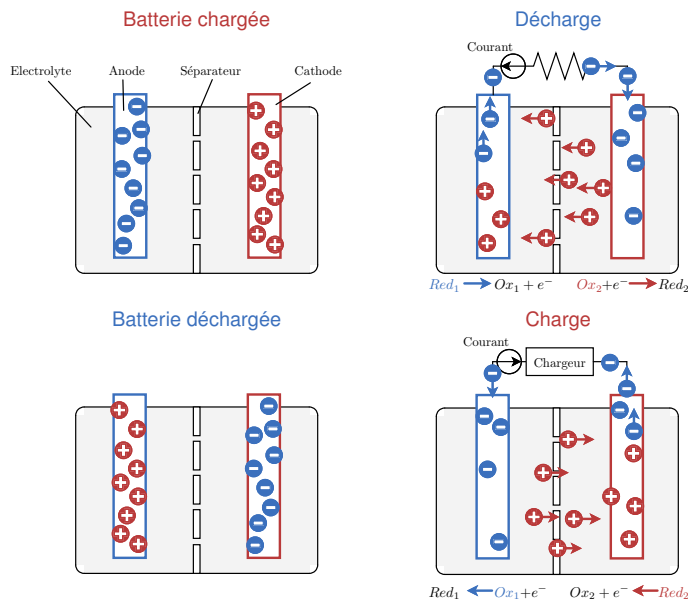 Batterie chargée
Electrolyte
Anode
Séparateur
Cathode
Décharge
Courant
Red₁ → Ox₁ + e⁻
Ox₂+e⁻ → Red₂
Batterie déchargée
Charge
Courant
Chargeur
Red₁ ← Ox₁+e⁻
Ox₂ + e⁻ ← Red₂